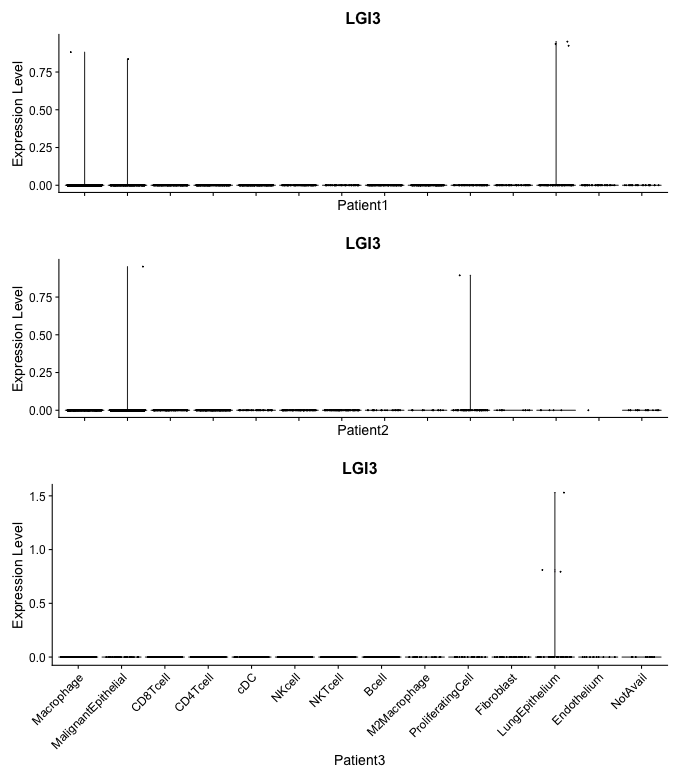 LGI3
Expression Level
0.75
0.50
0.25
0.00
Patient1
LGI3
Expression Level
0.75
0.50
0.25
0.00
Patient2
LGI3
Expression Level
1.5
1.0
0.5
0.0
Macrophage
MalignantEpithelial
CD8Tcell
CD4Tcell
cDC
NKcell
NKTcell
Bcell
M2Macrophage
ProliferatingCell
Fibroblast
LungEpithelium
Endothelium
NotAvail
Patient3